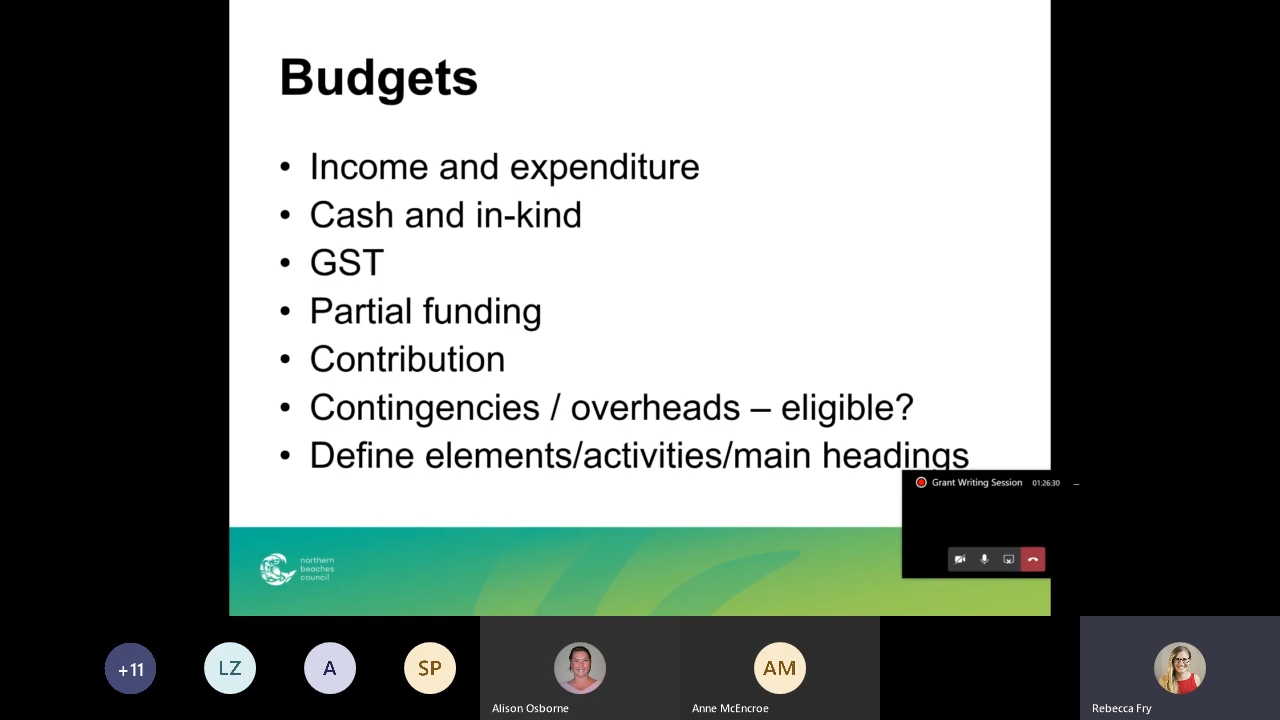 Budgets
• Income and expenditure
• Cash and in-kind
• GST
• Partial funding
• Contribution
• Contingencies / overheads – eligible?
• Define elements/activities/main headings
Grant Writing Session 01:26:30
northern
beaches
council
+11
LZ
A
SP
AM
Alison Osborne
Anne McEncroe
Rebecca Fry